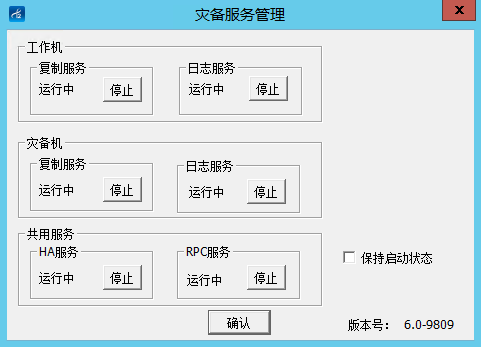 灾备服务管理
工作机
复制服务 日志服务
运行中 停止 运行中 停止
灾备机
复制服务 日志服务
运行中 停止 运行中 停止
共用服务
HA服务 RPC服务
运行中 停止 运行中 停止
保持启动状态
确认
版本号： 6.0-9809